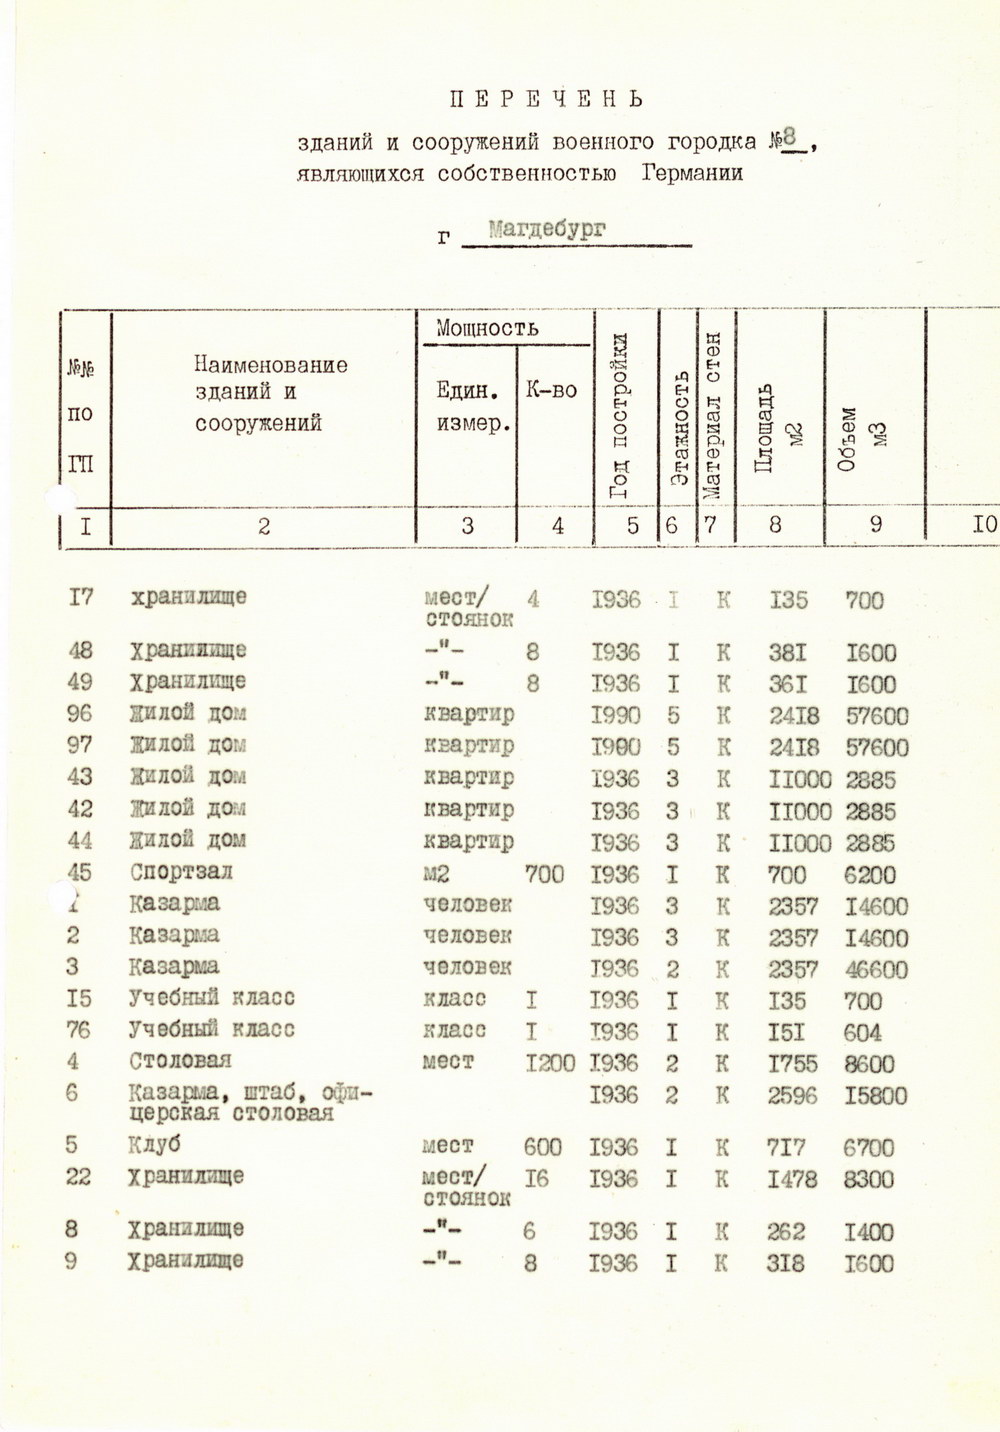 ПЕРЕЧЕНЬ
зданий и сооружений военного городка №8,
являющихся собственностью Германии
г Магдебург
№№ по ГП
Наименование зданий и сооружений
Мощность
Един. измер.
К-во
Год постройки
Этажность
Материал стен
Площадь м2
Объем м3
I 2 3 4 5 6 7 8 9 IO
I7 хранилище мест/ 4 I936 I К I35 700
стоянок
48 Хранилище -"- 8 I936 I К 38I I600
49 Хранилище -"- 8 I936 I К 36I I600
96 Жилой дом квартир I990 5 К 24I8 57600
97 Жилой дом квартир I990 5 К 24I8 57600
43 Жилой дом квартир I936 3 К II000 2885
42 Жилой дом квартир I936 3 К II000 2885
44 Жилой дом квартир I936 3 К II000 2885
45 Спортзал м2 700 I936 I К 700 6200
I Казарма человек I936 3 К 2357 I4600
2 Казарма человек I936 3 К 2357 I4600
3 Казарма человек I936 2 К 2357 46600
I5 Учебный класс класс I I936 I К I35 700
76 Учебный класс класс I I936 I К I5I 604
4 Столовая мест I200 I936 2 К I755 8600
6 Казарма, штаб, офи- I936 2 К 2596 I5800
церская столовая
5 Клуб мест 600 I936 I К 7I7 6700
22 Хранилище мест/ I6 I936 I К I478 8300
стоянок
8 Хранилище -"- 6 I936 I К 262 I400
9 Хранилище -"- 8 I936 I К 3I8 I600